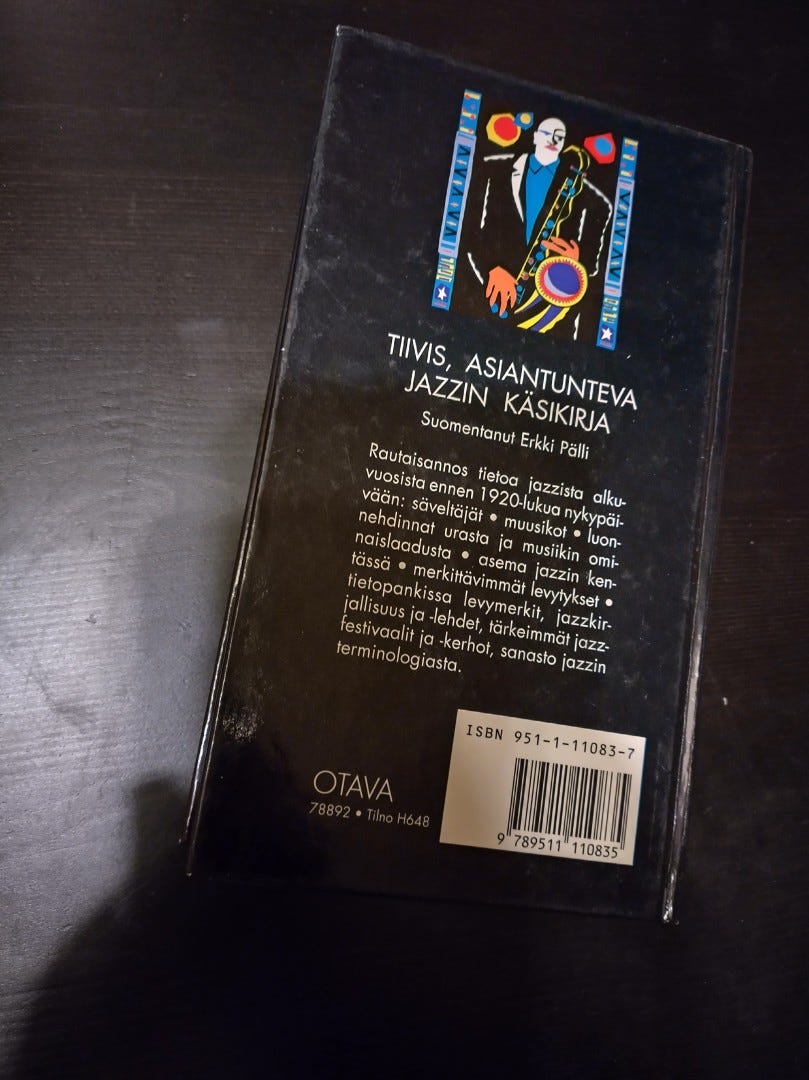 TIIVIS, ASIANTUNTEVA
JAZZIN KÄSIKIRJA
Suomentanut Erkki Pälli
Rautaisannos tietoa jazzista alku-
vuosista ennen 1920-lukua nykypäi-
vään: säveltäjät • muusikot • luon-
nehdinnat urasta ja musiikin omi-
naislaadusta • asema jazzin ken-
tässä • merkittävimmät levytykset •
tietopankissa levymerkit, jazzkir-
jallisuus ja -lehdet, tärkeimmät jazz-
festivaalit ja -kerhot, sanasto jazzin
terminologiasta.
ISBN 951-1-11083-7
9 789511 110835
OTAVA
78892 • Tilno H648